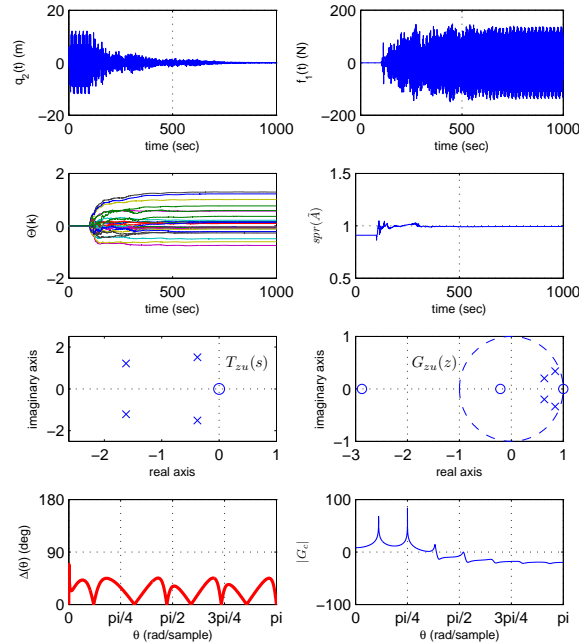 20
0
−20
0
500
1000
q2(t) (m)
time (sec)
200
0
−200
0
500
1000
f1(t) (N)
time (sec)
2
0
−2
0
500
1000
Θ(k)
time (sec)
1.5
1
0.5
0
500
1000
spr(Ã)
time (sec)
2
0
−2
−2
−1
0
1
imaginary axis
real axis
Tzu(s)
1
0.5
0
−0.5
−1
−3
−2
−1
0
1
imaginary axis
real axis
Gzu(z)
180
90
0
0
pi/4
pi/2
3pi/4
pi
Δ(θ) (deg)
θ (rad/sample)
100
0
−100
0
pi/4
pi/2
3pi/4
pi
|Gc|
θ (rad/sample)